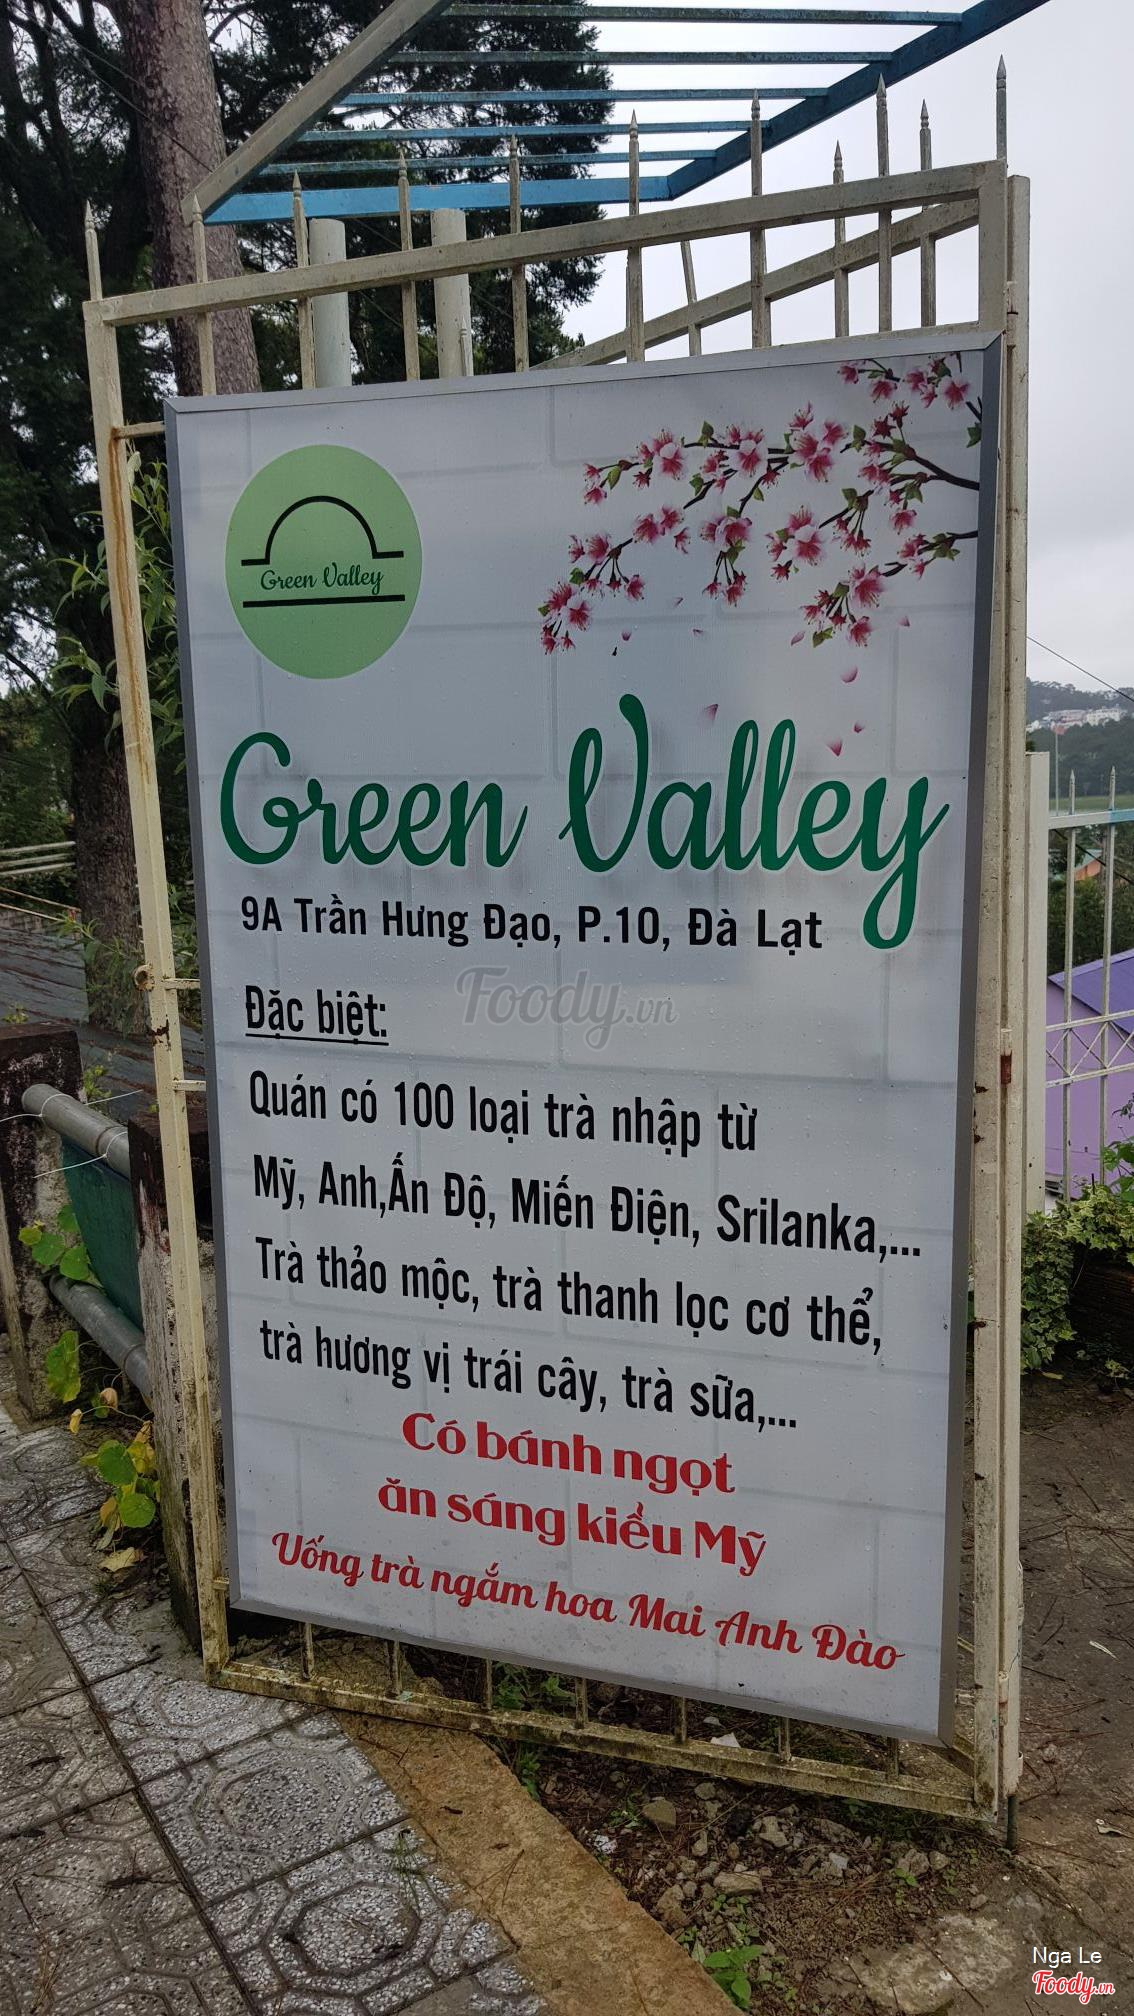 Green Valley
Green Valley
9A Trần Hưng Đạo, P.10, Đà Lạt
Foody.vn
Đặc biệt:
Quán có 100 loại trà nhập từ
Mỹ, Anh,Ấn Độ, Miến Điện, Srilanka,...
Trà thảo mộc, trà thanh lọc cơ thể,
trà hương vị trái cây, trà sữa,...
Có bánh ngọt
ăn sáng kiểu Mỹ
Uống trà ngắm hoa Mai Anh Đào
Nga Le
Foody.vn